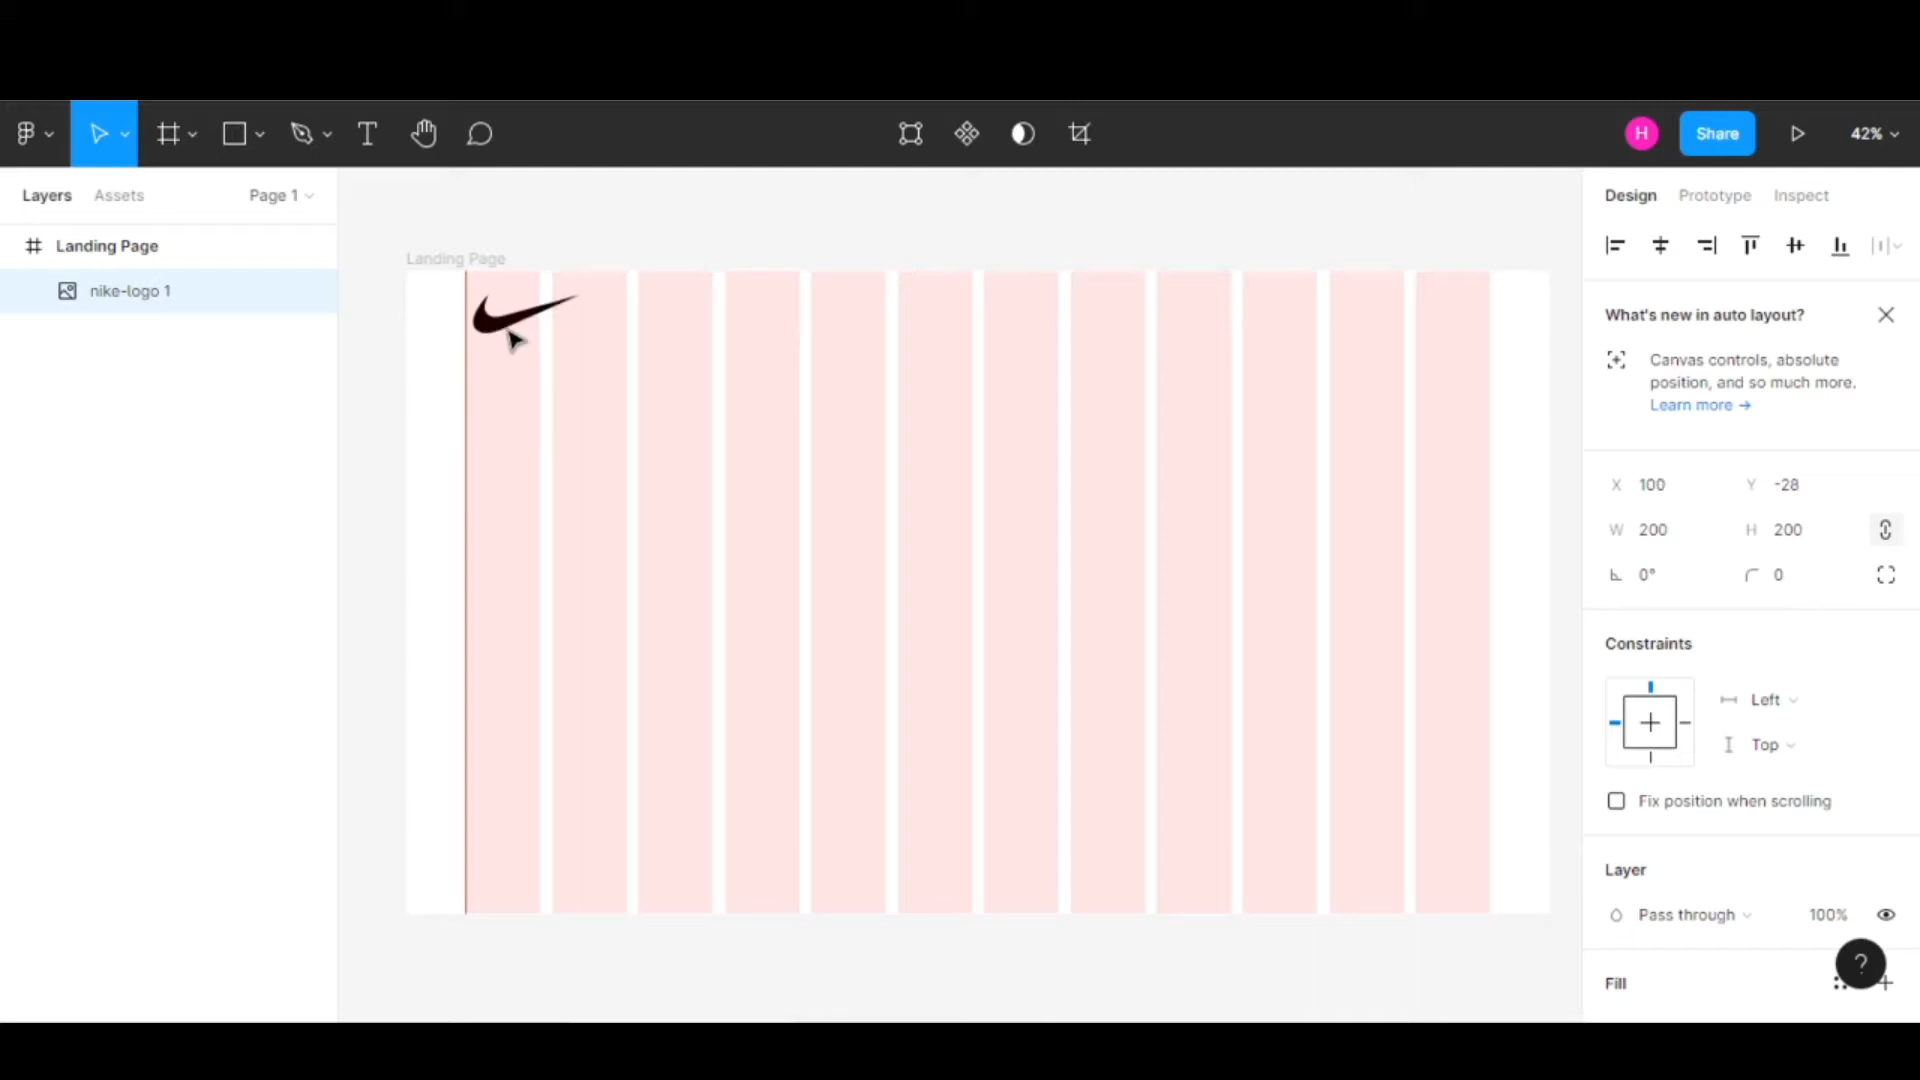 H
Share
42%
Layers
Assets
Page 1
Design
Prototype
Inspect
Landing Page
nike-logo 1
Landing Page
What's new in auto layout?
Canvas controls, absolute
position, and so much more.
Learn more →
X 100
Y -28
W 200
H 200
0°
0
Constraints
Left
Top
Fix position when scrolling
Layer
Pass through
100%
Fill
?